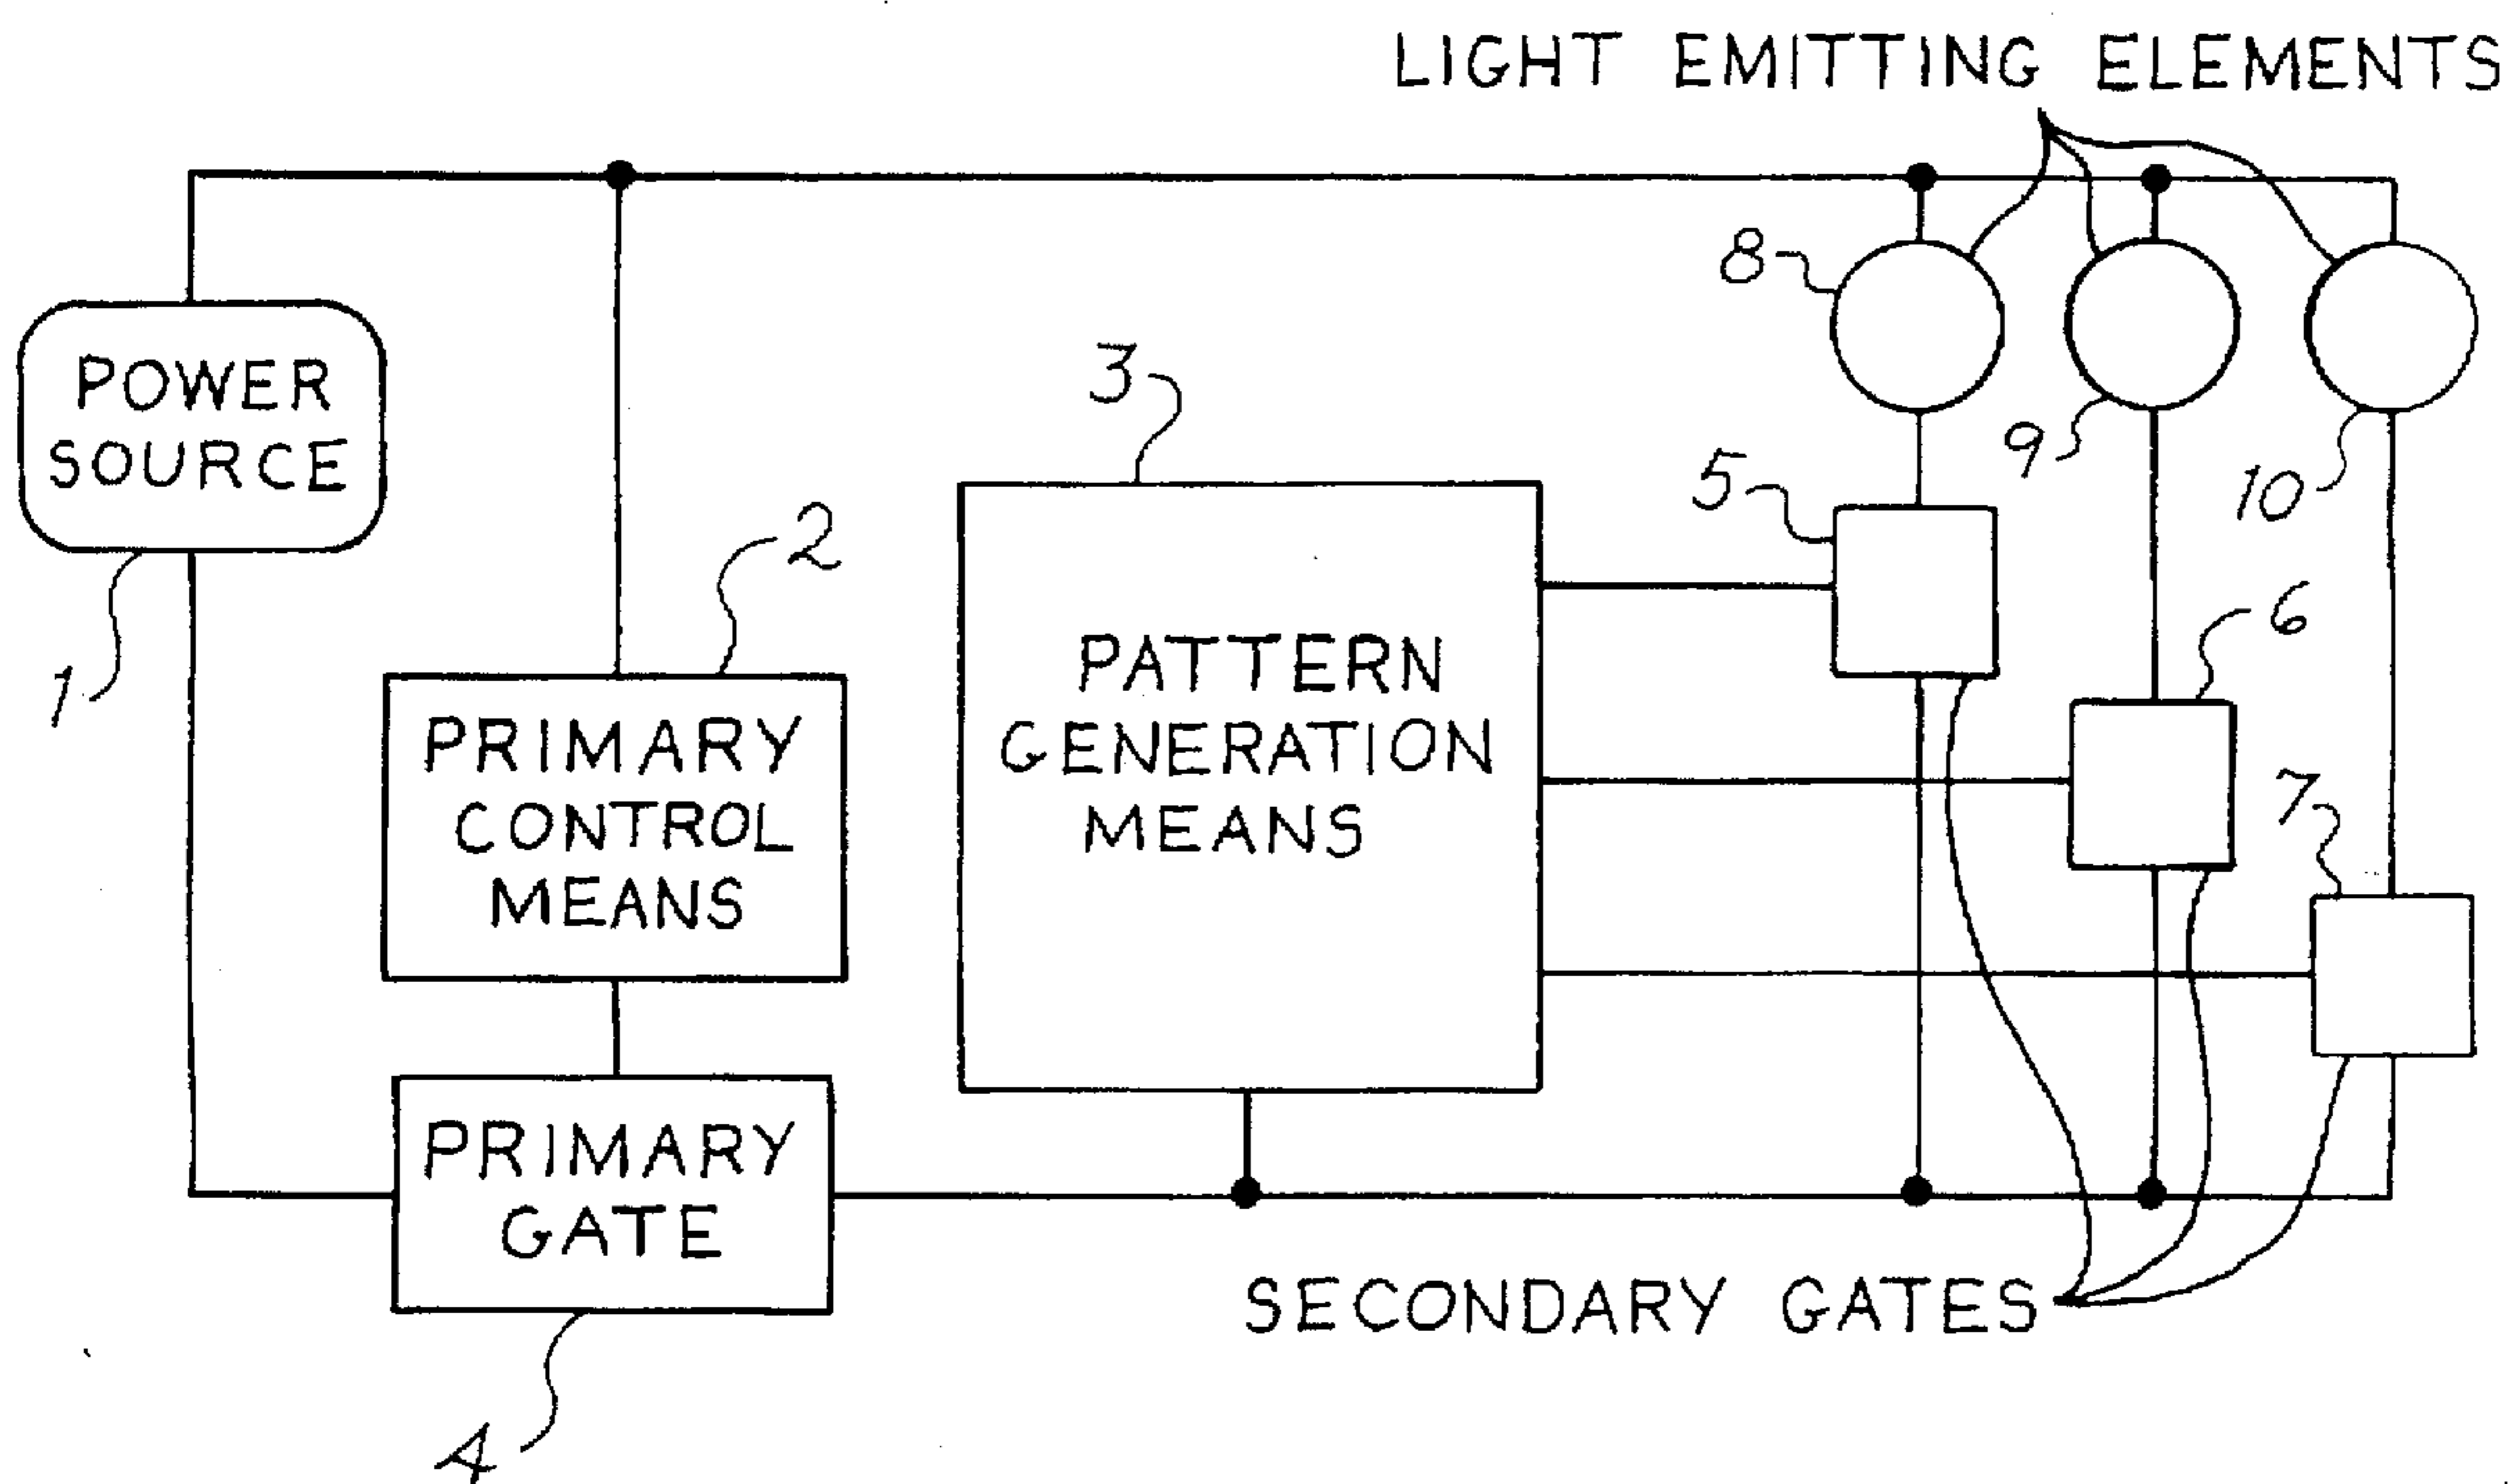 LIGHT EMITTING ELEMENTS
8
POWER
SOURCE
3
9
5
10
2
6
1
PRIMARY
CONTROL
MEANS
PATTERN
GENERATION
MEANS
7
PRIMARY
GATE
SECONDARY GATES
4